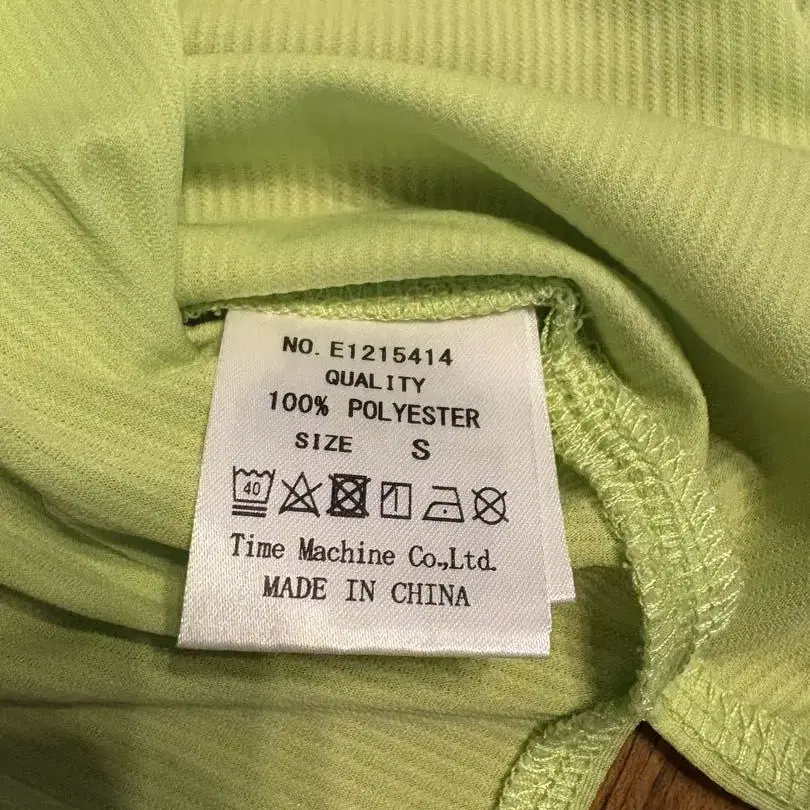 NO. E1215414
QUALITY
100% POLYESTER
SIZE S
40
Time Machine Co.,Ltd.
MADE IN CHINA